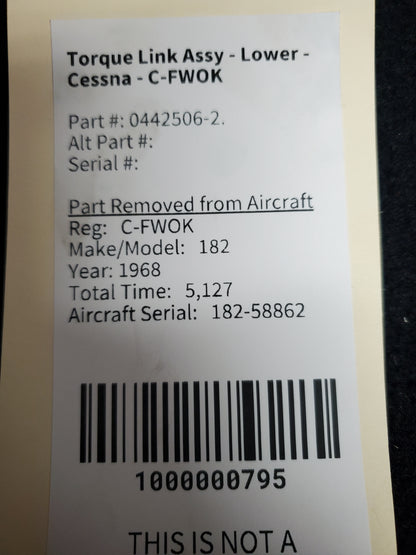 Torque Link Assy - Lower -
Cessna - C-FWOK
Part #: 0442506-2.
Alt Part #:
Serial #:
Part Removed from Aircraft
Reg: C-FWOK
Make/Model: 182
Year: 1968
Total Time: 5,127
Aircraft Serial: 182-58862
1000000795
THIS IS NOT A